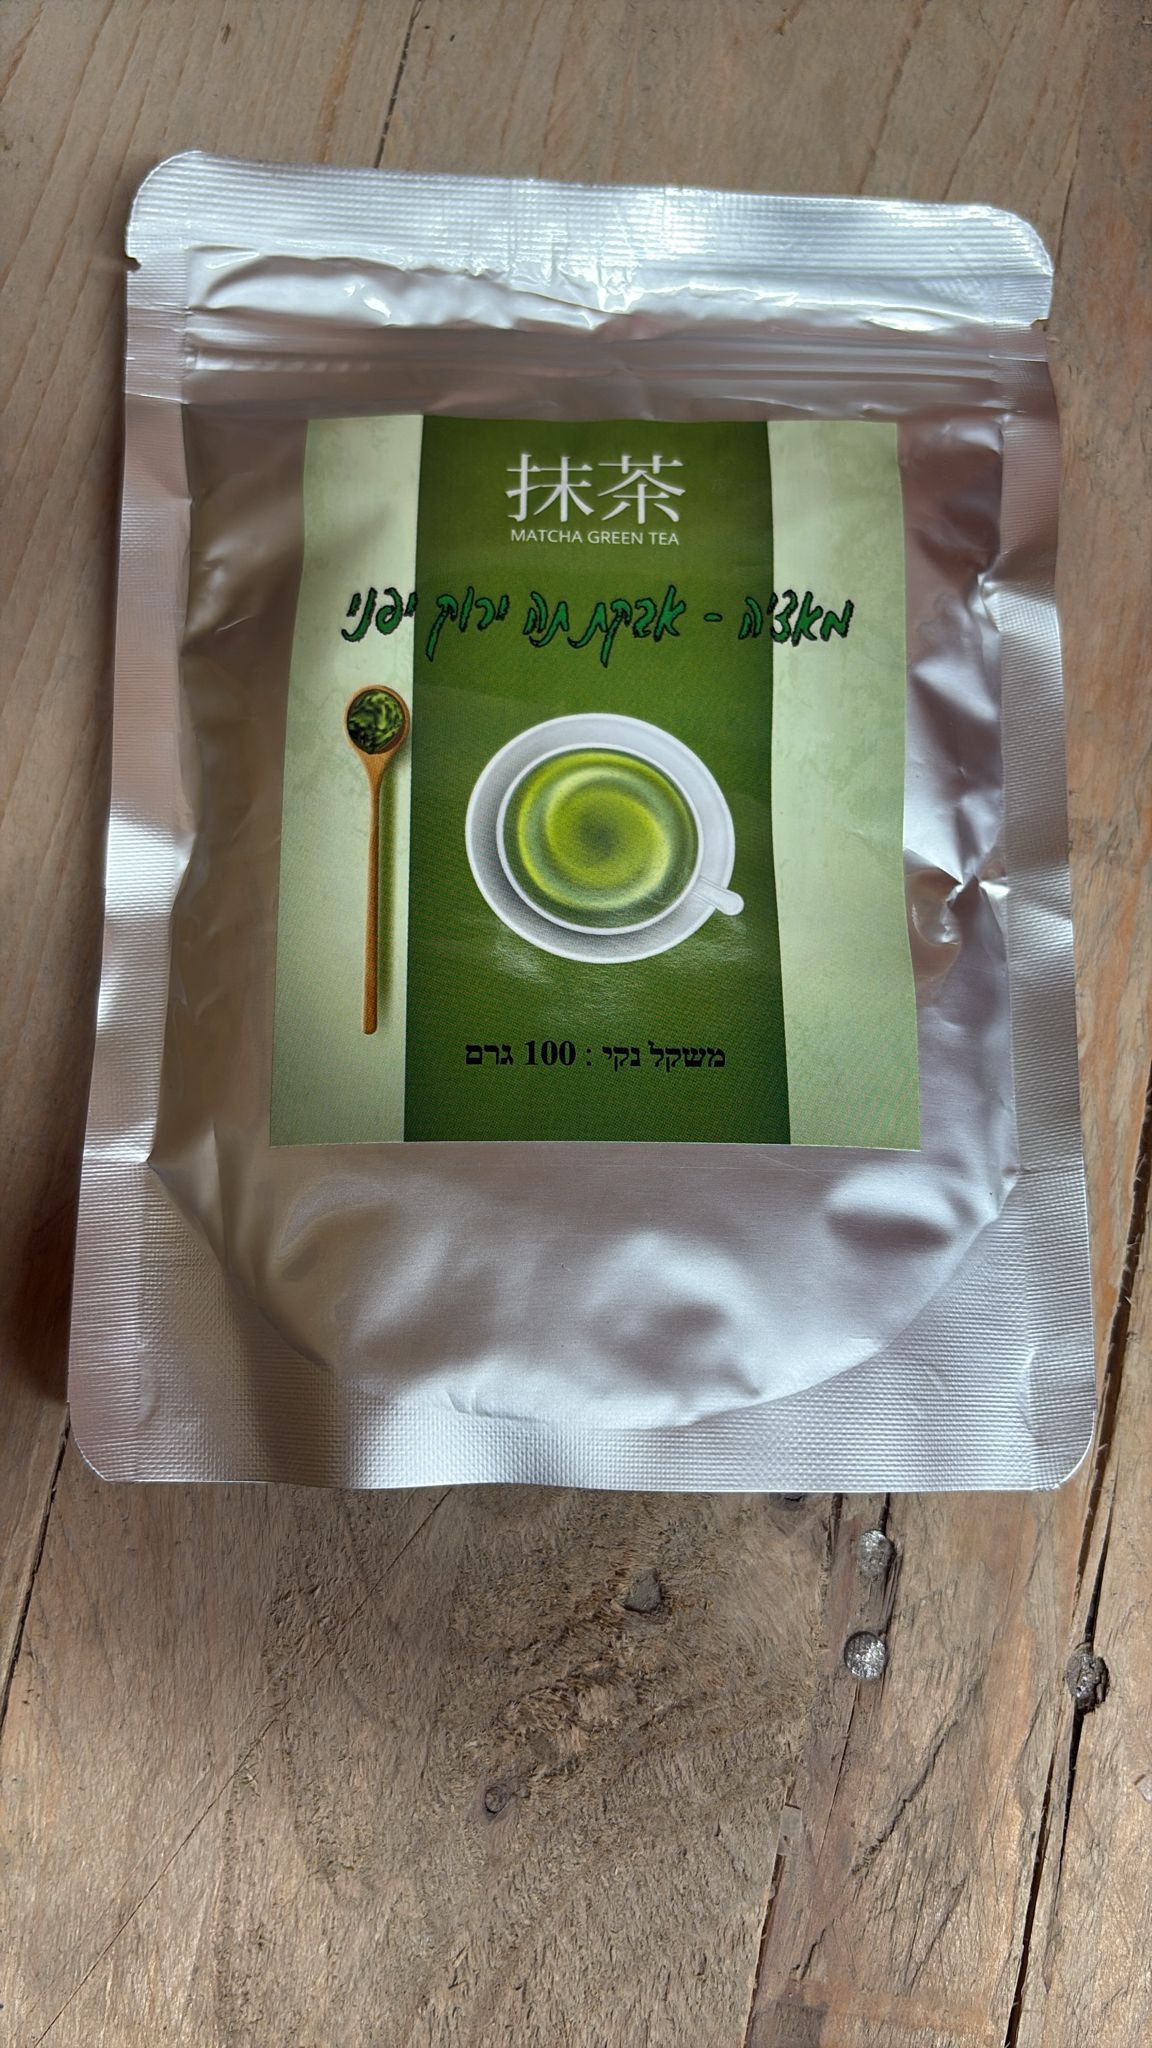 抹茶
MATCHA GREEN TEA
מאצ'ה - אבקת תה ירוק יפני
משקל נקי : 100 גרם